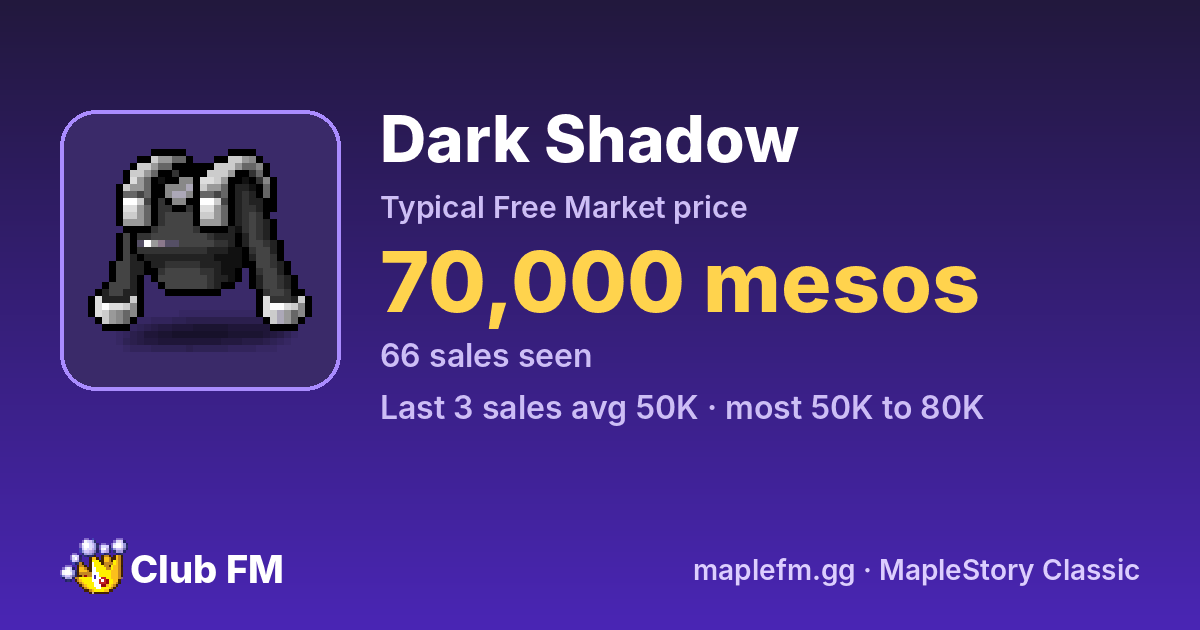 Dark Shadow
Typical Free Market price
70,000 mesos
66 sales seen
Last 3 sales avg 50K · most 50K to 80K
Club FM
maplefm.gg · MapleStory Classic